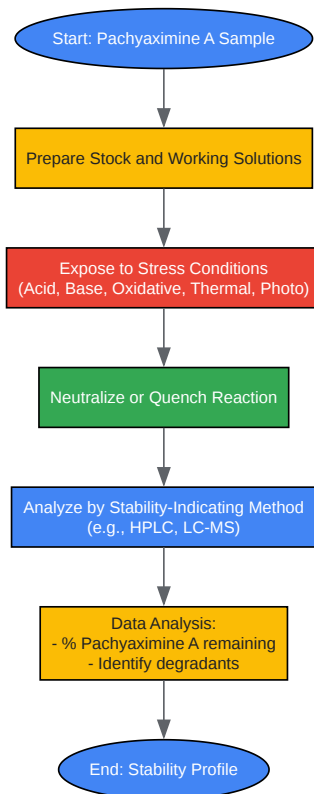 Start: Pachyaximine A Sample
Prepare Stock and Working Solutions
Expose to Stress Conditions
(Acid, Base, Oxidative, Thermal, Photo)
Neutralize or Quench Reaction
Analyze by Stability-Indicating Method
(e.g., HPLC, LC-MS)
Data Analysis:
- % Pachyaximine A remaining
- Identify degradants
End: Stability Profile